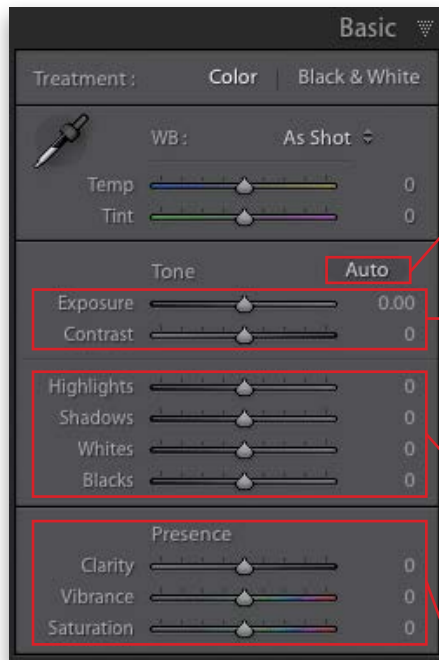 Basic
Treatment : Color | Black & White
WB : As Shot
Temp 0
Tint 0
Tone Auto
Exposure 0.00
Contrast 0
Highlights 0
Shadows 0
Whites 0
Blacks 0
Presence
Clarity 0
Vibrance 0
Saturation 0